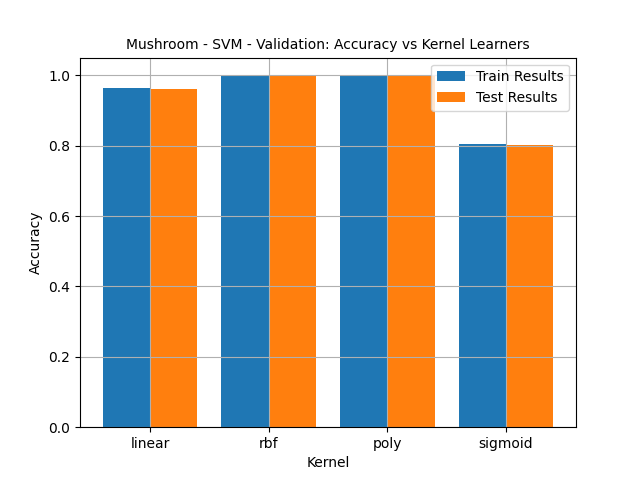 Mushroom - SVM - Validation: Accuracy vs Kernel Learners
Train Results
Test Results
1.0
0.8
0.6
0.4
0.2
0.0
Accuracy
linear rbf poly sigmoid
Kernel